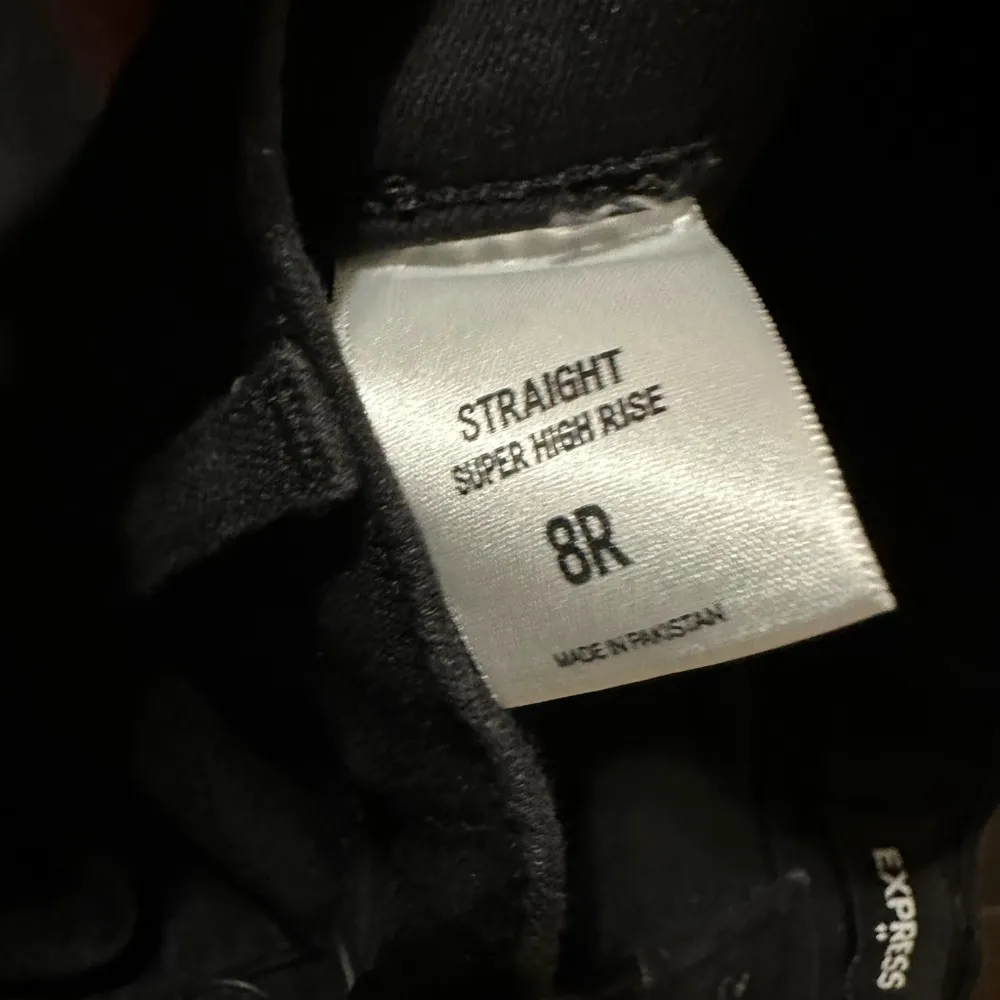 STRAIGHT
SUPER HIGH RISE
8R
MADE IN PAKISTAN
EXPRESS